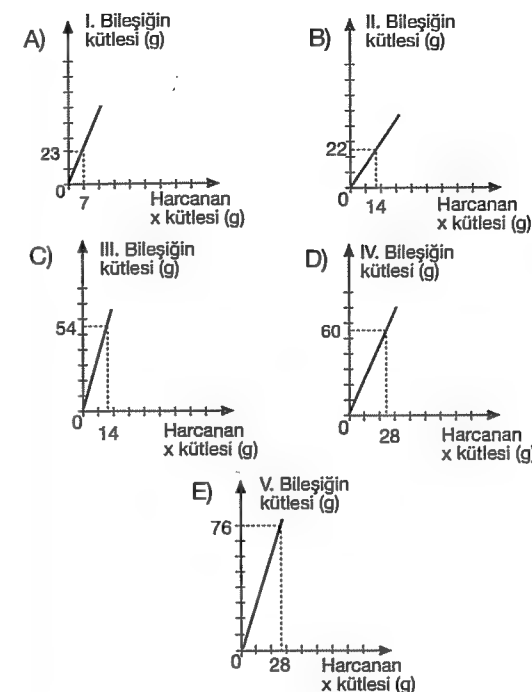 A)
I. Bileşiğin
kütlesi (g)
23
0
7
Harcanan
x kütlesi (g)
B)
II. Bileşiğin
kütlesi (g)
22
0
14
Harcanan
x kütlesi (g)
C)
III. Bileşiğin
kütlesi (g)
54
0
14
Harcanan
x kütlesi (g)
D)
IV. Bileşiğin
kütlesi (g)
60
0
28
Harcanan
x kütlesi (g)
E)
V. Bileşiğin
kütlesi (g)
76
0
28
Harcanan
x kütlesi (g)